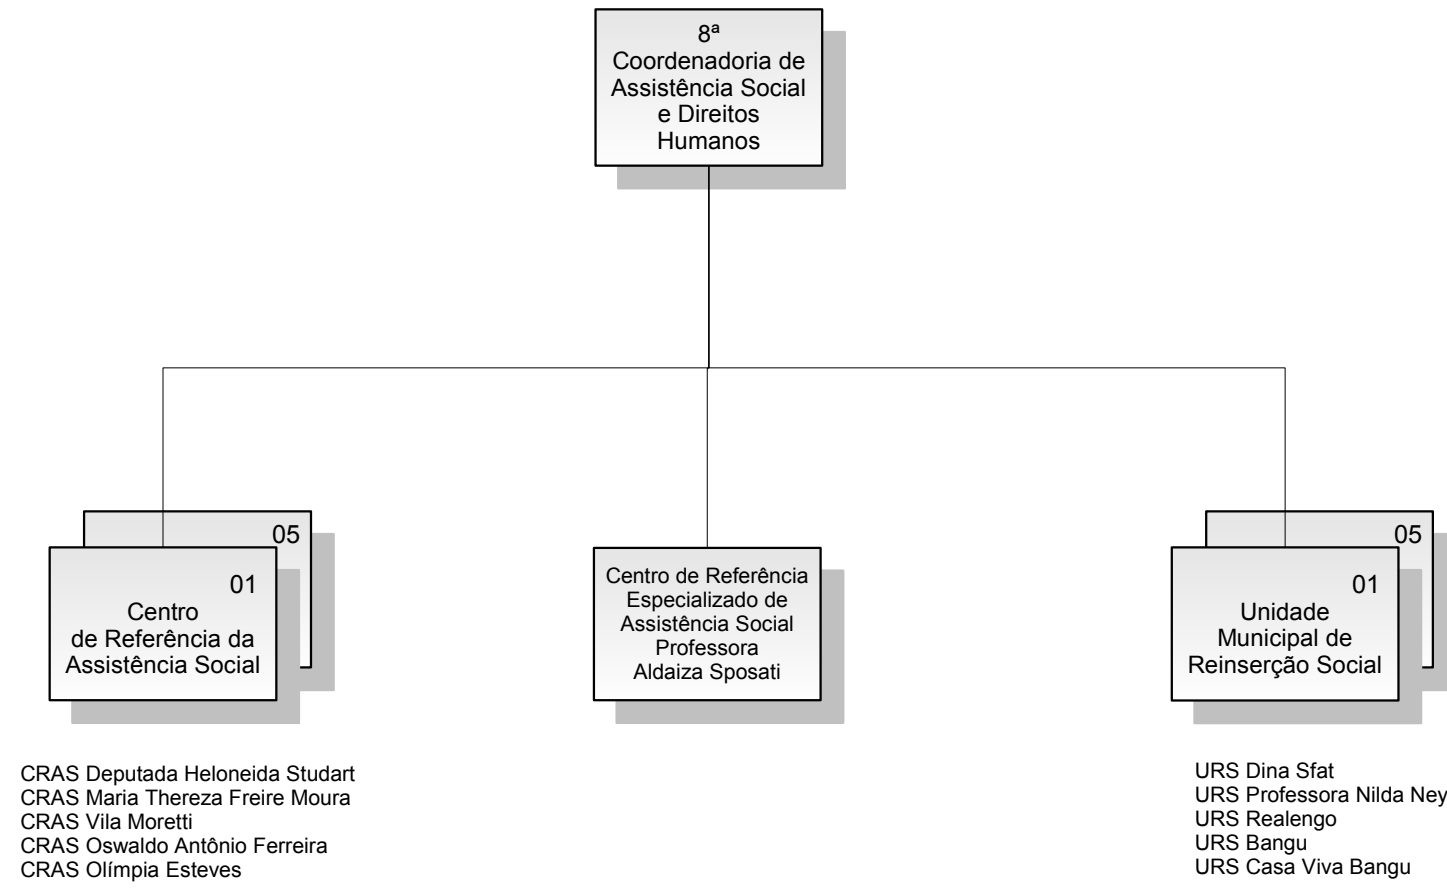 8ª
Coordenadoria de
Assistência Social
e Direitos
Humanos
05
01
Centro
de Referência da
Assistência Social
Centro de Referência
Especializado de
Assistência Social
Professora
Aldaiza Sposati
05
01
Unidade
Municipal de
Reinserção Social
CRAS Deputada Heloneida Studart
CRAS Maria Thereza Freire Moura
CRAS Vila Moretti
CRAS Oswaldo Antônio Ferreira
CRAS Olímpia Esteves
URS Dina Sfat
URS Professora Nilda Ney
URS Realengo
URS Bangu
URS Casa Viva Bangu